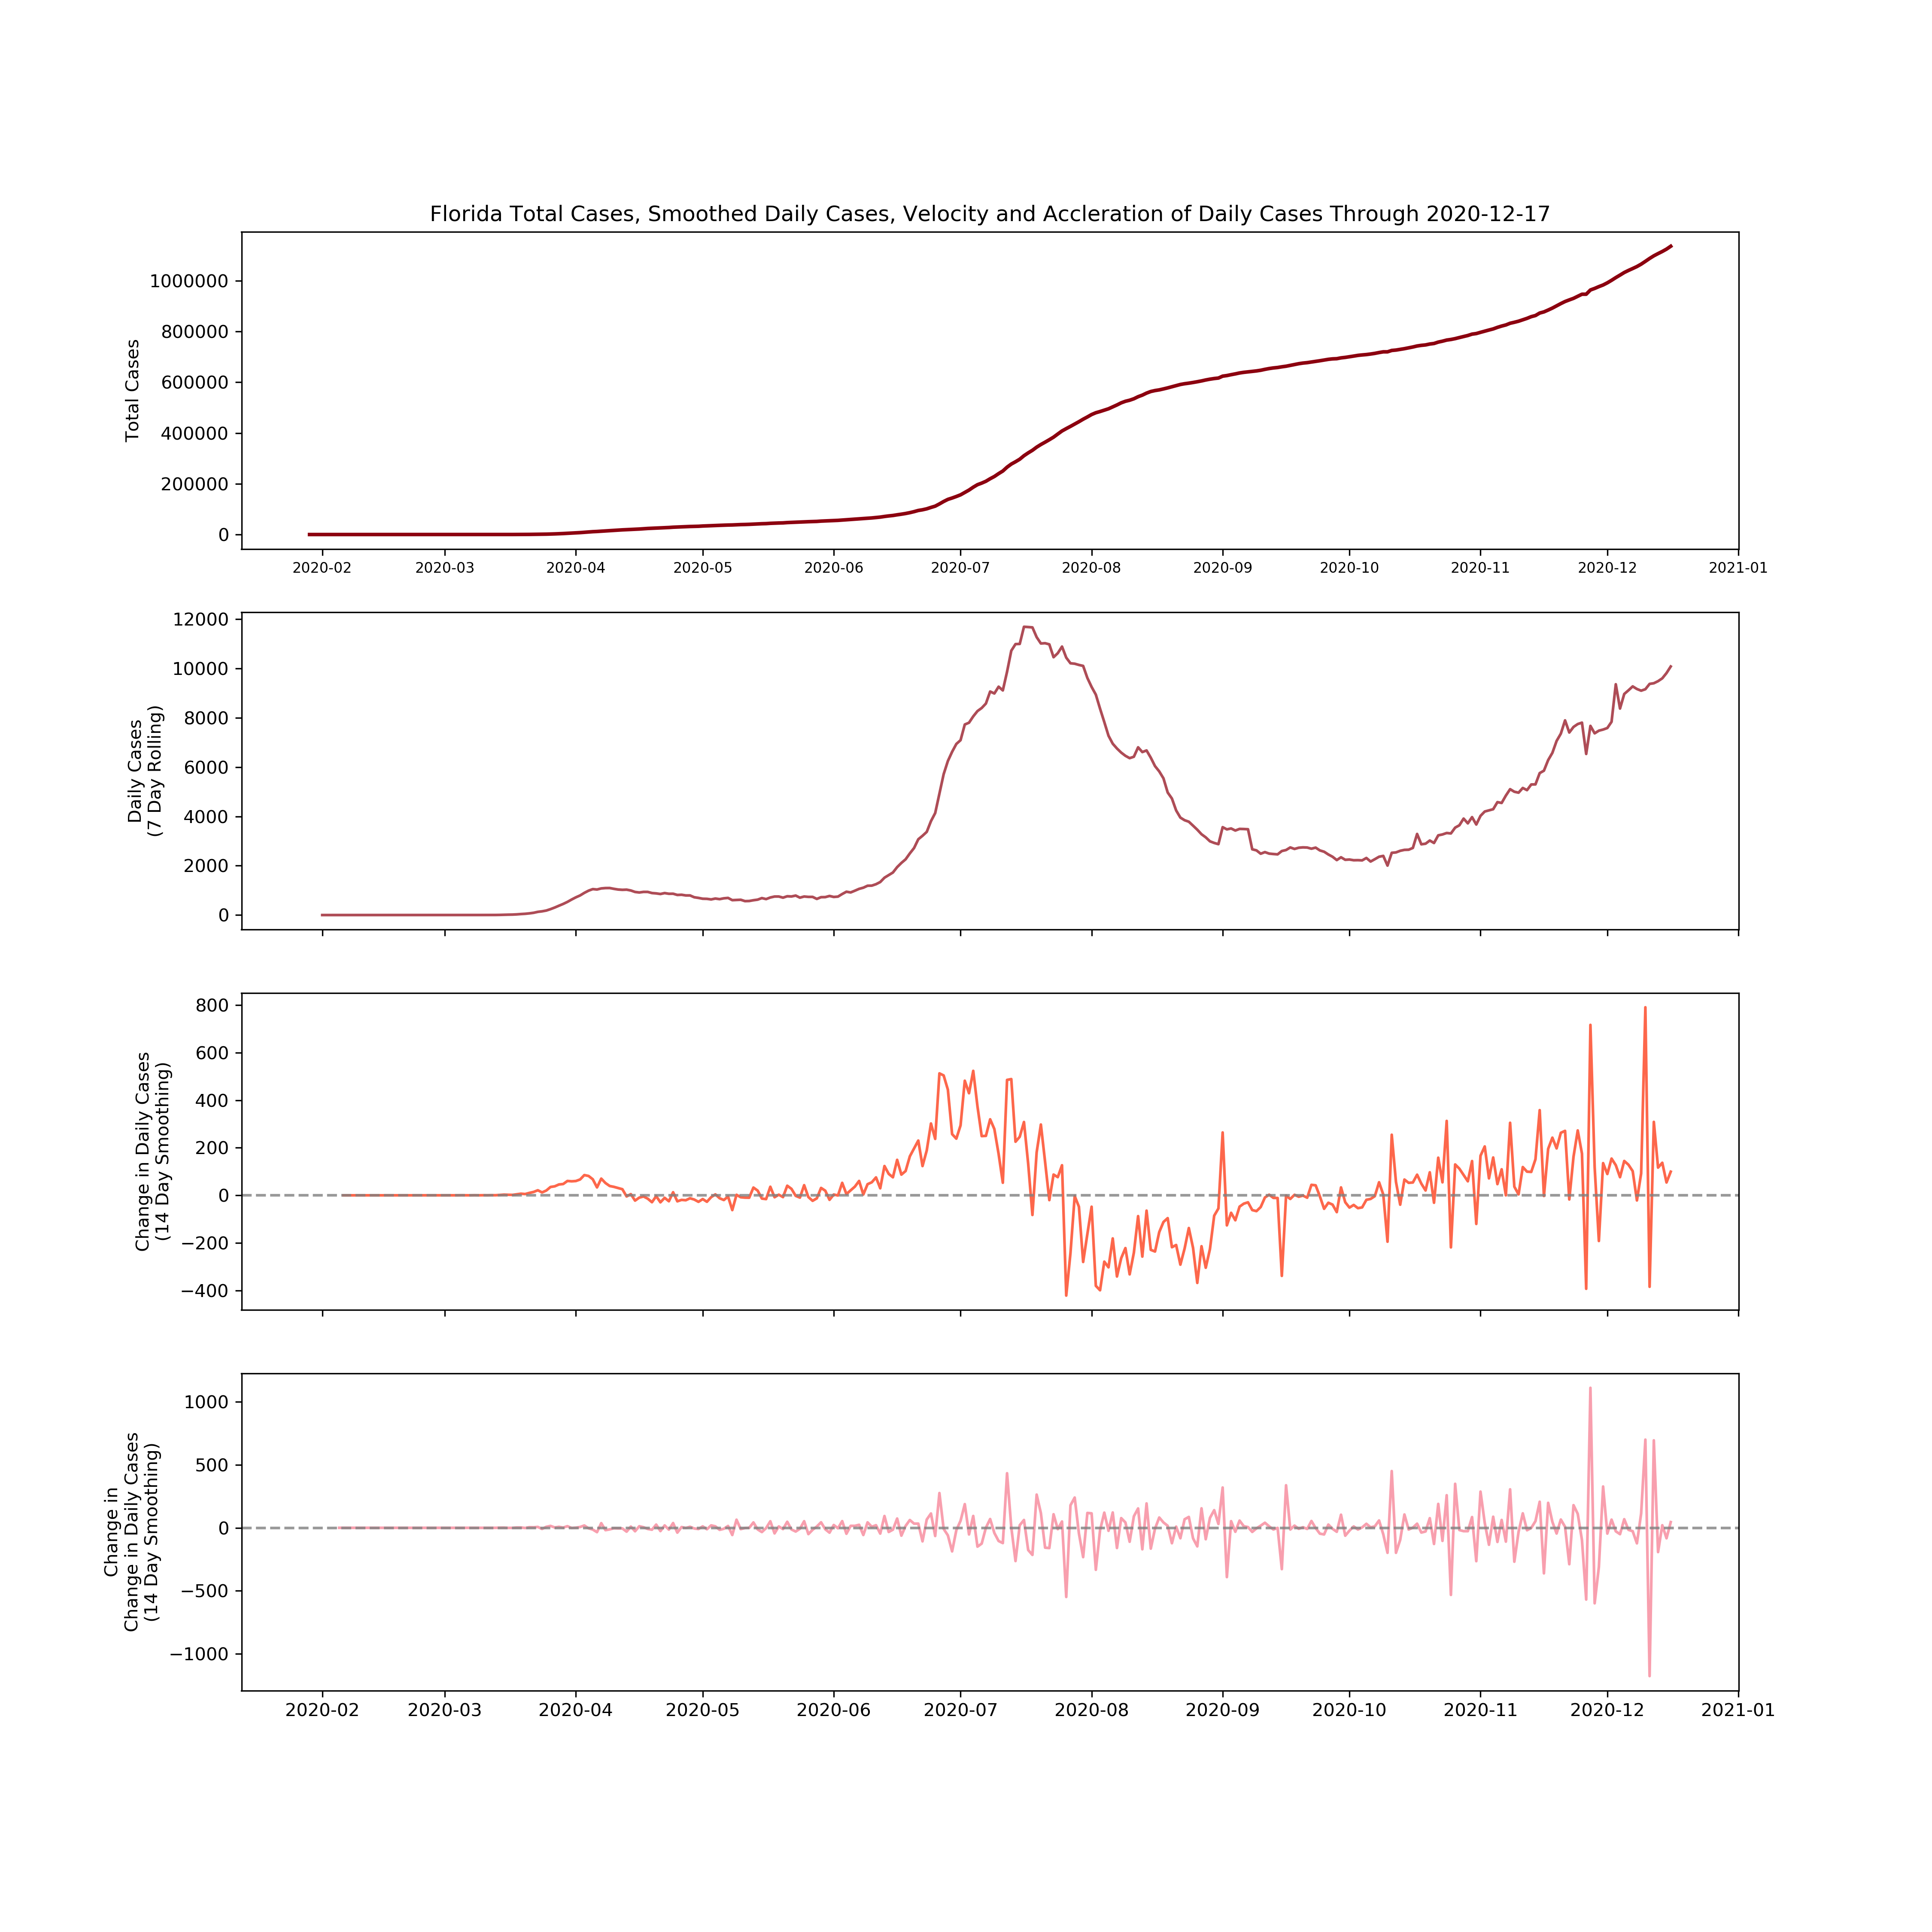 Florida Total Cases, Smoothed Daily Cases, Velocity and Accleration of Daily Cases Through 2020-12-17
Total Cases
1000000
800000
600000
400000
200000
0
2020-02 2020-03 2020-04 2020-05 2020-06 2020-07 2020-08 2020-09 2020-10 2020-11 2020-12 2021-01
Daily Cases
(7 Day Rolling)
12000
10000
8000
6000
4000
2000
0
Change in Daily Cases
(14 Day Smoothing)
800
600
400
200
0
−200
−400
Change in
Change in Daily Cases
(14 Day Smoothing)
1000
500
0
−500
−1000
2020-02 2020-03 2020-04 2020-05 2020-06 2020-07 2020-08 2020-09 2020-10 2020-11 2020-12 2021-01